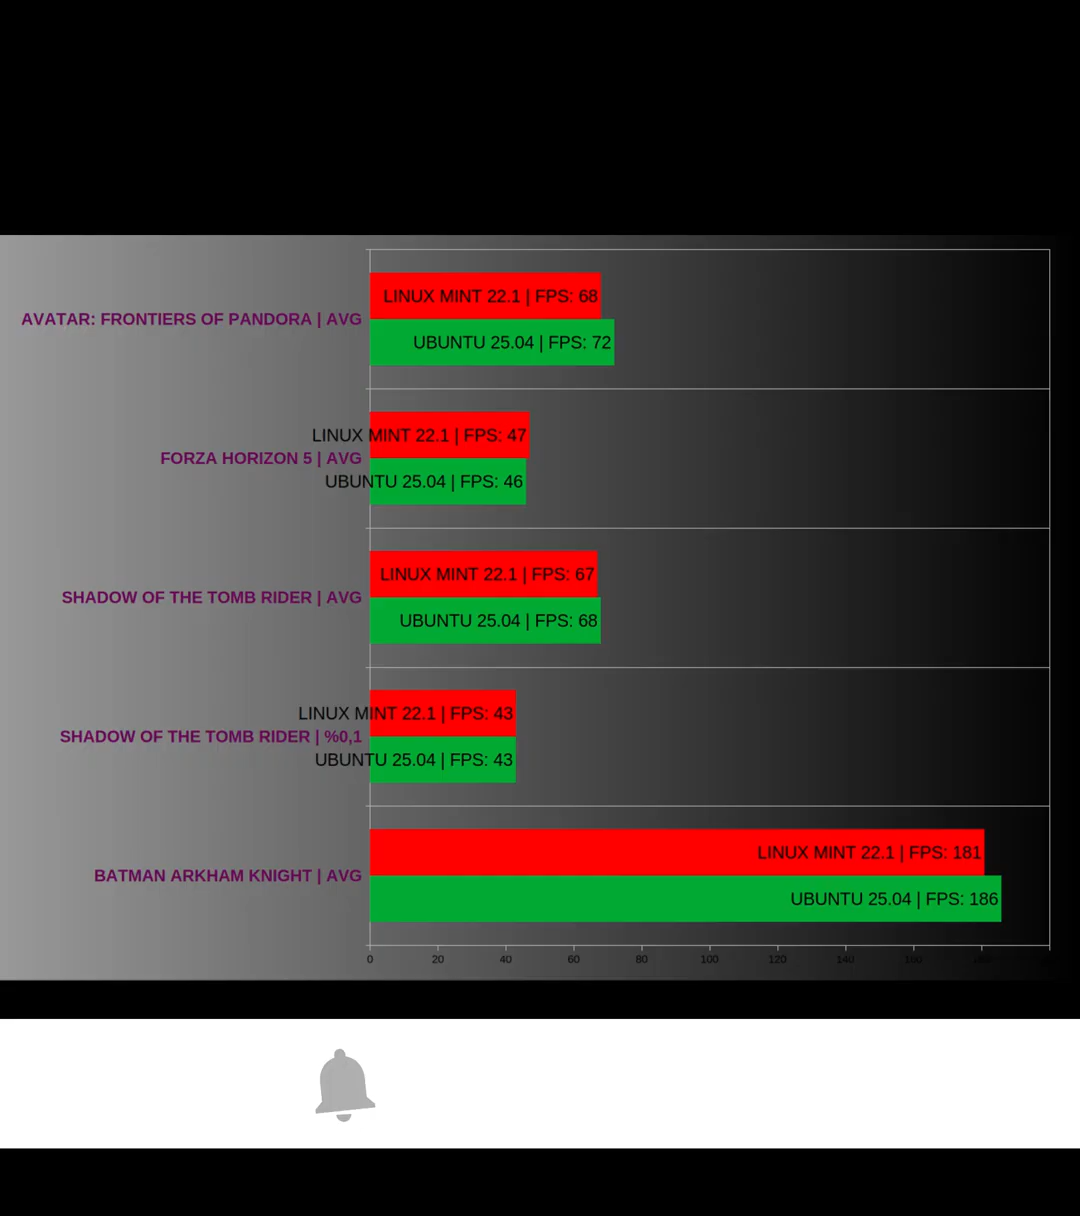 LINUX MINT 22.1 | FPS: 68
AVATAR: FRONTIERS OF PANDORA | AVG
UBUNTU 25.04 | FPS: 72
LINUX MINT 22.1 | FPS: 47
FORZA HORIZON 5 | AVG
UBUNTU 25.04 | FPS: 46
LINUX MINT 22.1 | FPS: 67
SHADOW OF THE TOMB RIDER | AVG
UBUNTU 25.04 | FPS: 68
LINUX MINT 22.1 | FPS: 43
SHADOW OF THE TOMB RIDER | %0,1
UBUNTU 25.04 | FPS: 43
LINUX MINT 22.1 | FPS: 181
BATMAN ARKHAM KNIGHT | AVG
UBUNTU 25.04 | FPS: 186
0 20 40 60 80 100 120 140 160 180